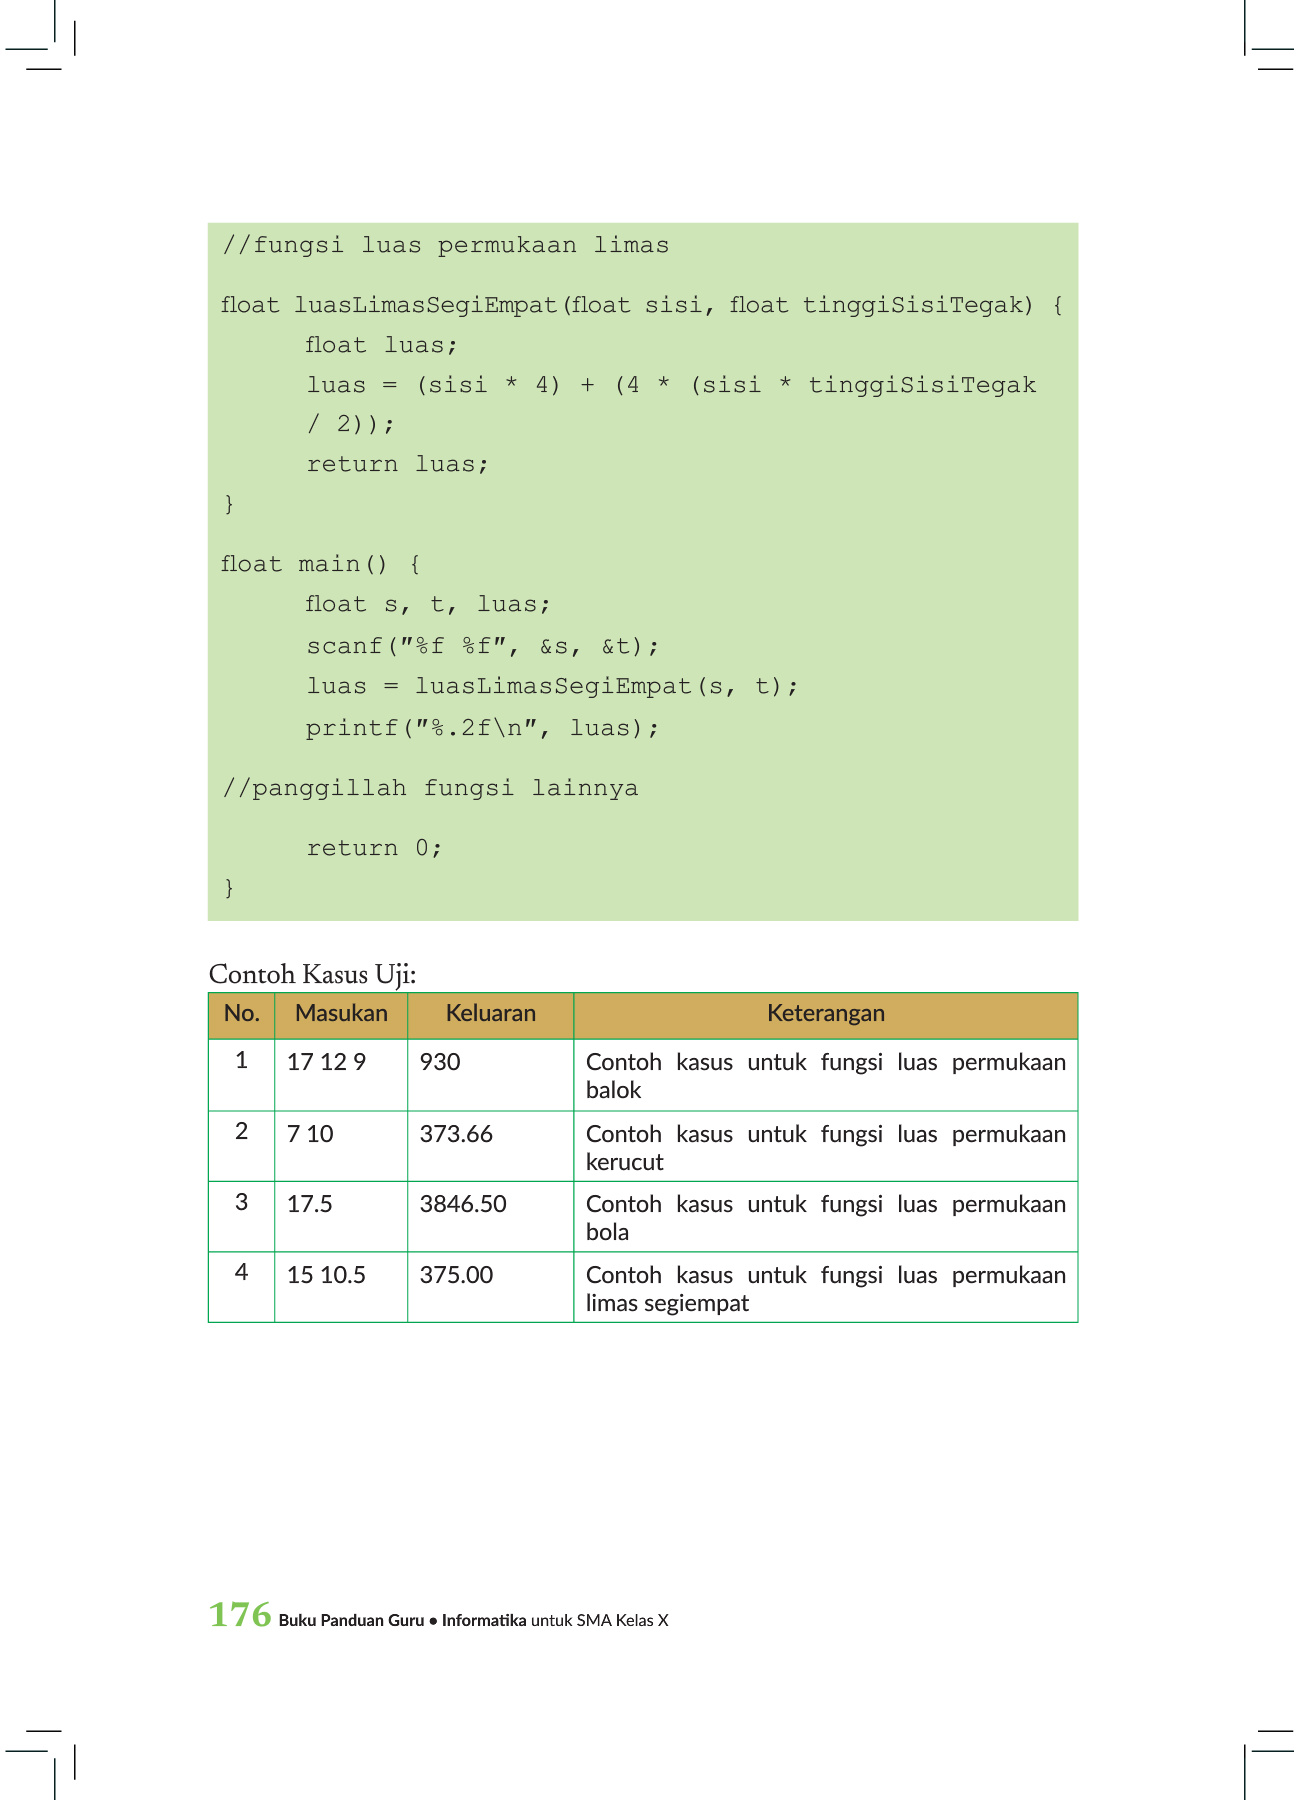 //fungsi luas permukaan limas
float luasLimasSegiEmpat(float sisi, float tinggiSisiTegak) {
float luas;
luas = (sisi * 4) + (4 * (sisi * tinggiSisiTegak
/ 2));
return luas;
}
float main() {
float s, t, luas;
scanf("%f %f", &s, &t);
luas = luasLimasSegiEmpat(s, t);
printf("%.2f\n", luas);
//panggillah fungsi lainnya
return 0;
}
Contoh Kasus Uji:
No. Masukan Keluaran Keterangan
1 17 12 9 930 Contoh kasus untuk fungsi luas permukaan
balok
2 7 10 373.66 Contoh kasus untuk fungsi luas permukaan
kerucut
3 17.5 3846.50 Contoh kasus untuk fungsi luas permukaan
bola
4 15 10.5 375.00 Contoh kasus untuk fungsi luas permukaan
limas segiempat
176 Buku Panduan Guru • Informatika untuk SMA Kelas X